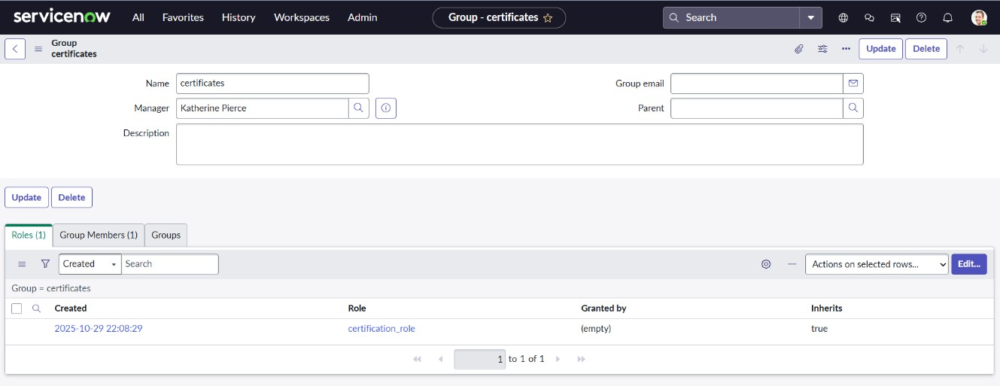 servicenow All Favorites History Workspaces Admin Group - certificates Search
Group
certificates
Update Delete
Name certificates Group email
Manager Katherine Pierce Parent
Description
Update Delete
Roles (1) Group Members (1) Groups
Created Search Actions on selected rows... Edit...
Group = certificates
Created Role Granted by Inherits
2025-10-29 22:08:29 certification_role (empty) true
1 to 1 of 1